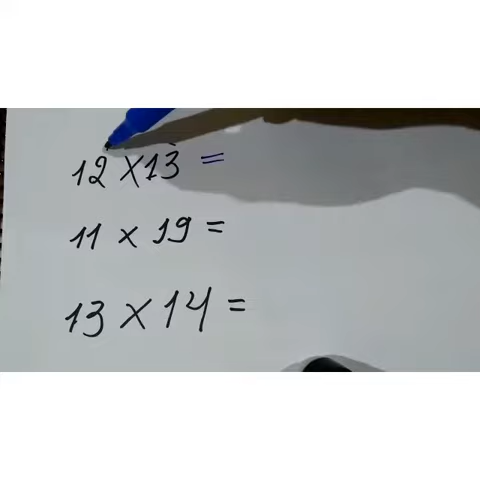 12 × 13 =
11 × 19 =
13 × 14 =